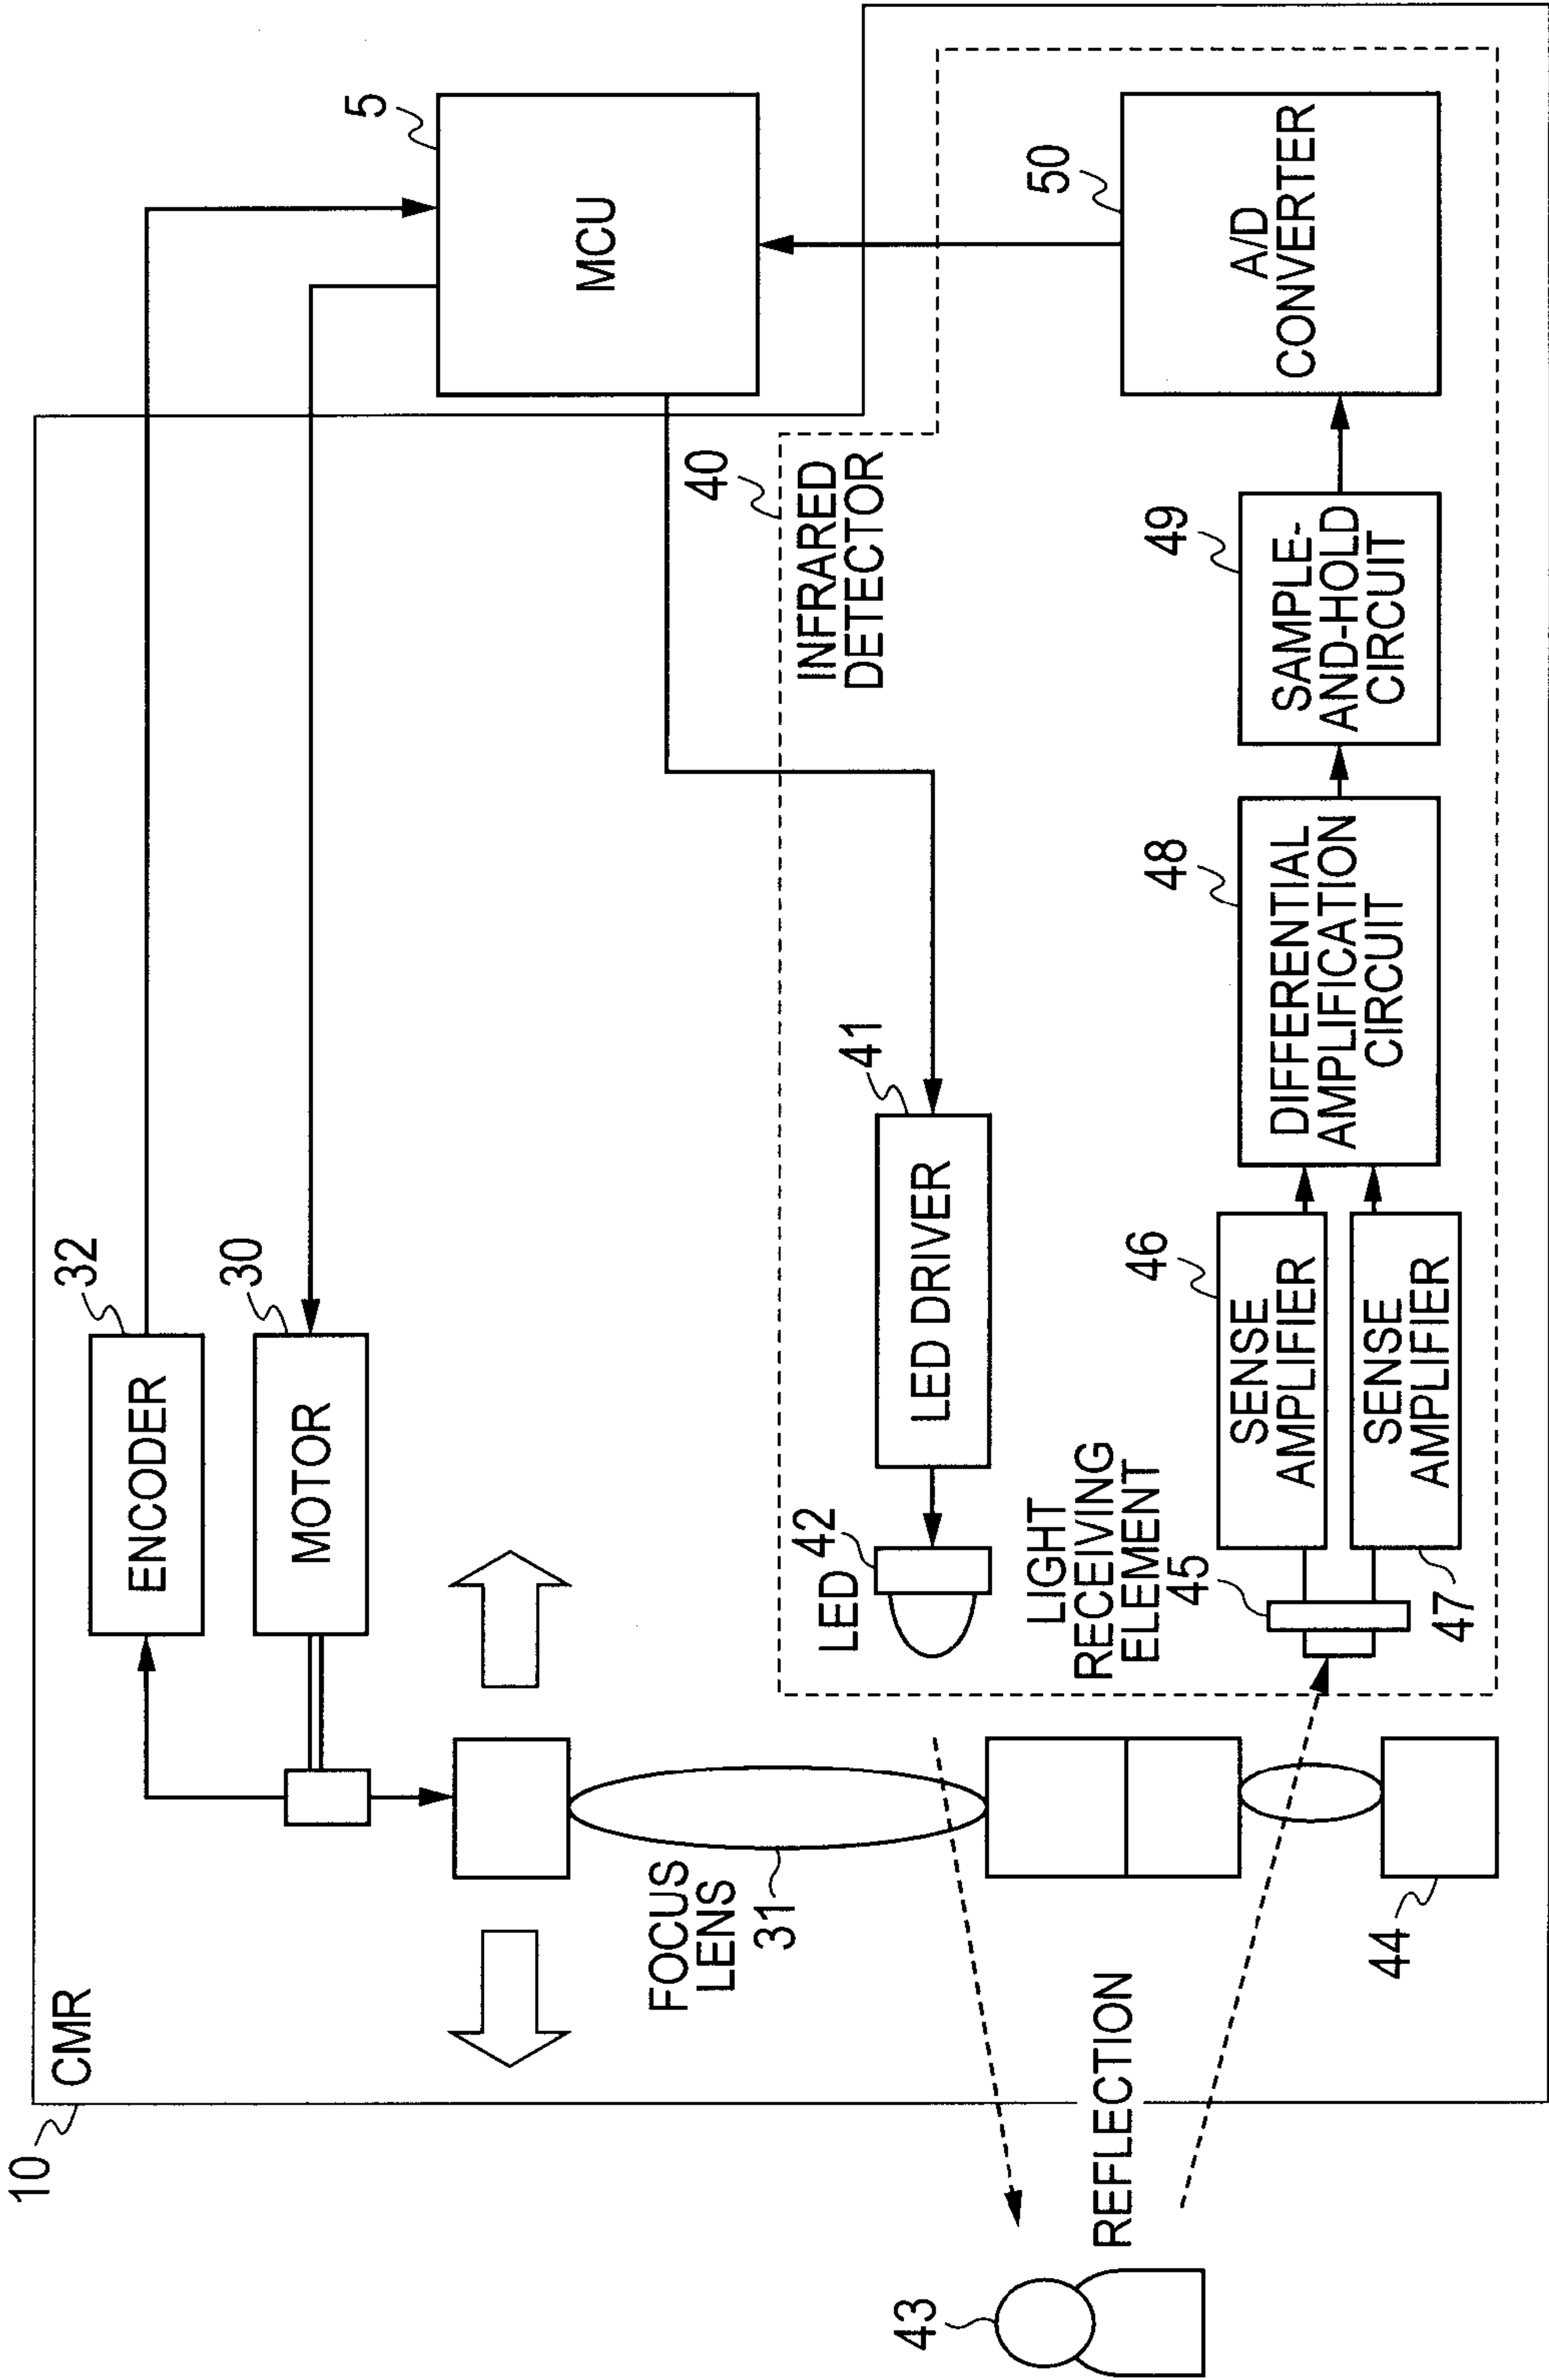 10
CMR
32
ENCODER
30
MOTOR
5
MCU
FOCUS
LENS
31
40
INFRARED
DETECTOR
41
LED DRIVER
LED 42
43
REFLECTION
LIGHT
RECEIVING
ELEMENT
45
46
SENSE
AMPLIFIER
SENSE
AMPLIFIER
47
44
48
DIFFERENTIAL
AMPLIFICATION
CIRCUIT
49
SAMPLE-
AND-HOLD
CIRCUIT
50
A/D
CONVERTER